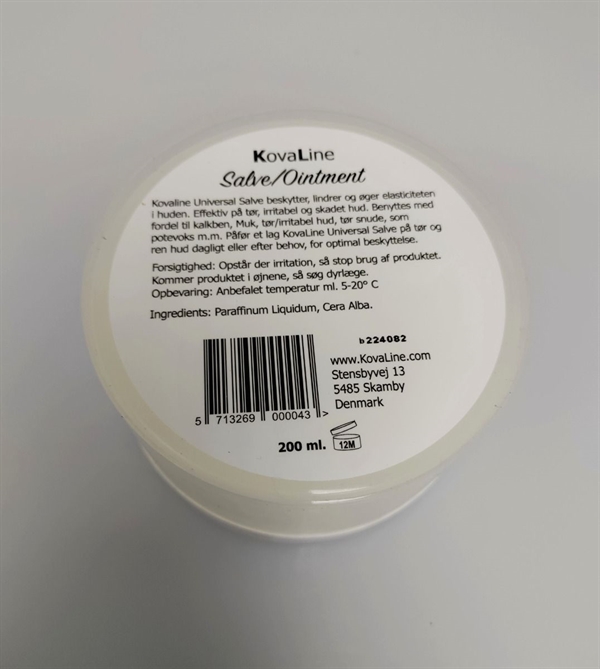 KovaLine
Salve/Ointment
Kovaline Universal Salve beskytter, lindrer og øger elasticiteten
i huden. Effektiv på tør, irritabel og skadet hud. Benyttes med
fordel til kalkben, Muk, tør/irritabel hud, tør snude, som
potevoks m.m. Påfør et lag KovaLine Universal Salve på tør og
ren hud dagligt eller efter behov, for optimal beskyttelse.
Forsigtighed: Opstår der irritation, så stop brug af produktet.
Kommer produktet i øjnene, så søg dyrlæge.
Opbevaring: Anbefalet temperatur ml. 5-20° C
Ingredients: Paraffinum Liquidum, Cera Alba.
b224082
www.KovaLine.com
Stensbyvej 13
5485 Skamby
Denmark
5 713269 000043 >
200 ml. 12M